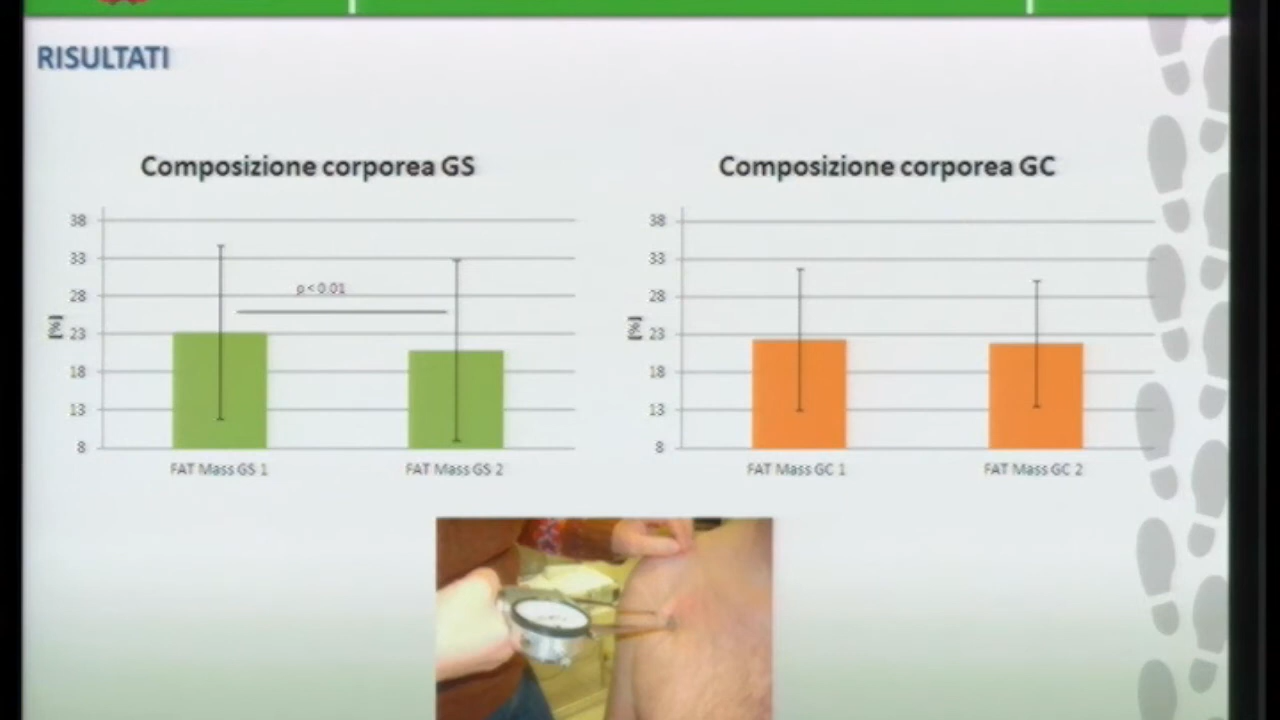 RISULTATI
Composizione corporea GS
38
33
28
23
18
13
8
[%]
p < 0.01
FAT Mass GS 1
FAT Mass GS 2
Composizione corporea GC
38
33
28
23
18
13
8
[%]
FAT Mass GC 1
FAT Mass GC 2